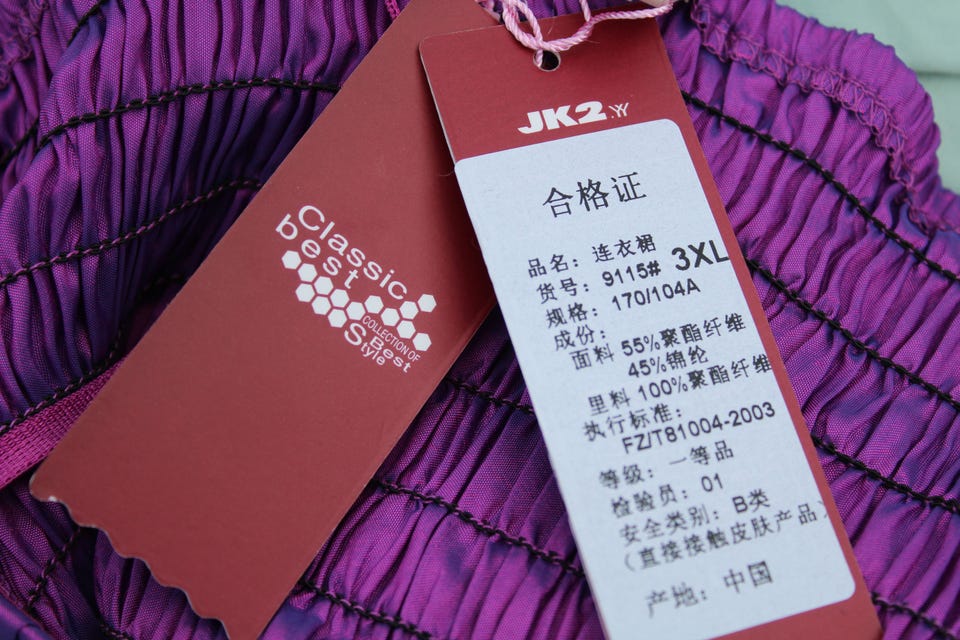 Classic
best
COLLECTION OF
Best
Style
JK2.YY
合格证
品名：连衣裙
货号：9115# 3XL
规格：170/104A
成份：
面料 55%聚酯纤维
45%锦纶
里料 100%聚酯纤维
执行标准：
FZ/T81004-2003
等级：一等品
检验员：01
安全类别：B类
（直接接触皮肤产品）
产地：中国